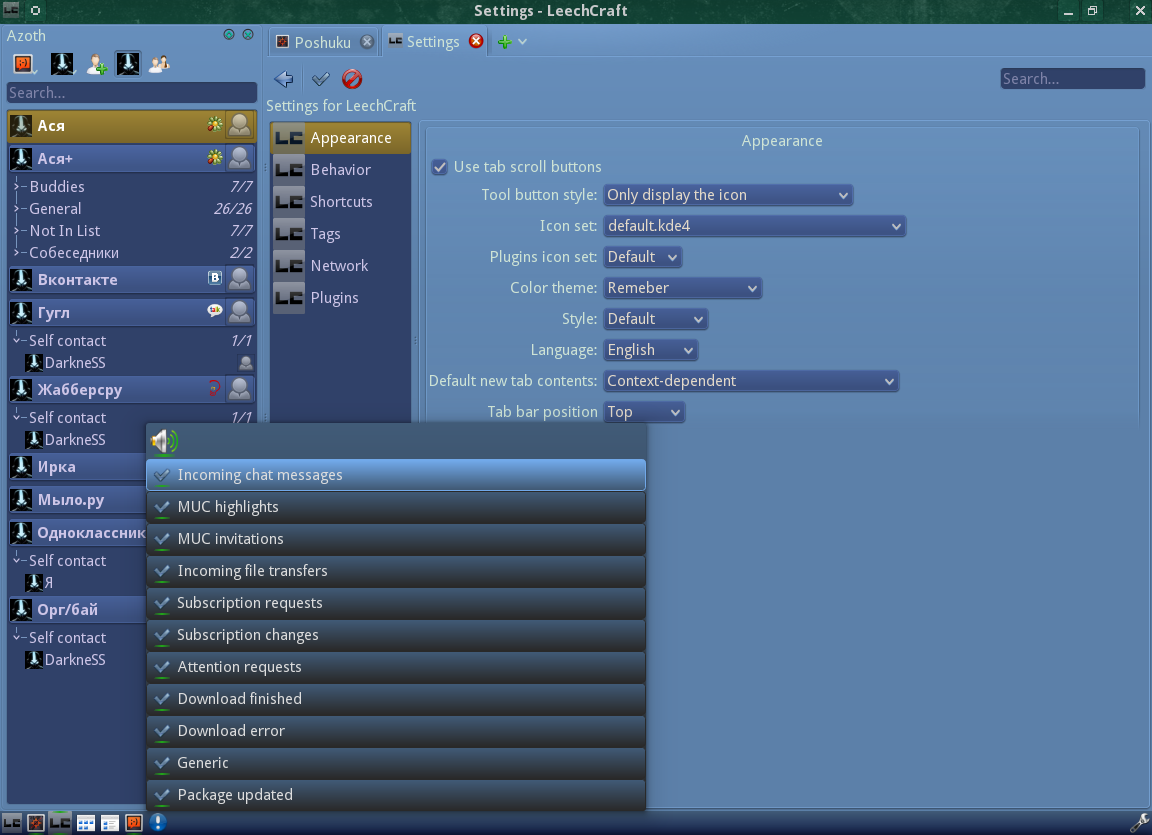 Settings - LeechCraft
Azoth
Search...
Ася
Ася+
Buddies 7/7
General 26/26
Not In List 7/7
Собеседники 2/2
Вконтакте
Гугл
Self contact 1/1
DarkneSS
Жабберсру
Self contact 1/1
DarkneSS
Ирка
Мыло.ру
Одноклассник
Self contact
Я
Орг/бай
Self contact
DarkneSS
Poshuku
Settings
Search...
Settings for LeechCraft
LC Appearance
LC Behavior
LC Shortcuts
LC Tags
LC Network
LC Plugins
Appearance
Use tab scroll buttons
Tool button style: Only display the icon
Icon set: default.kde4
Plugins icon set: Default
Color theme: Remeber
Style: Default
Language: English
Default new tab contents: Context-dependent
Tab bar position Top
Incoming chat messages
MUC highlights
MUC invitations
Incoming file transfers
Subscription requests
Subscription changes
Attention requests
Download finished
Download error
Generic
Package updated